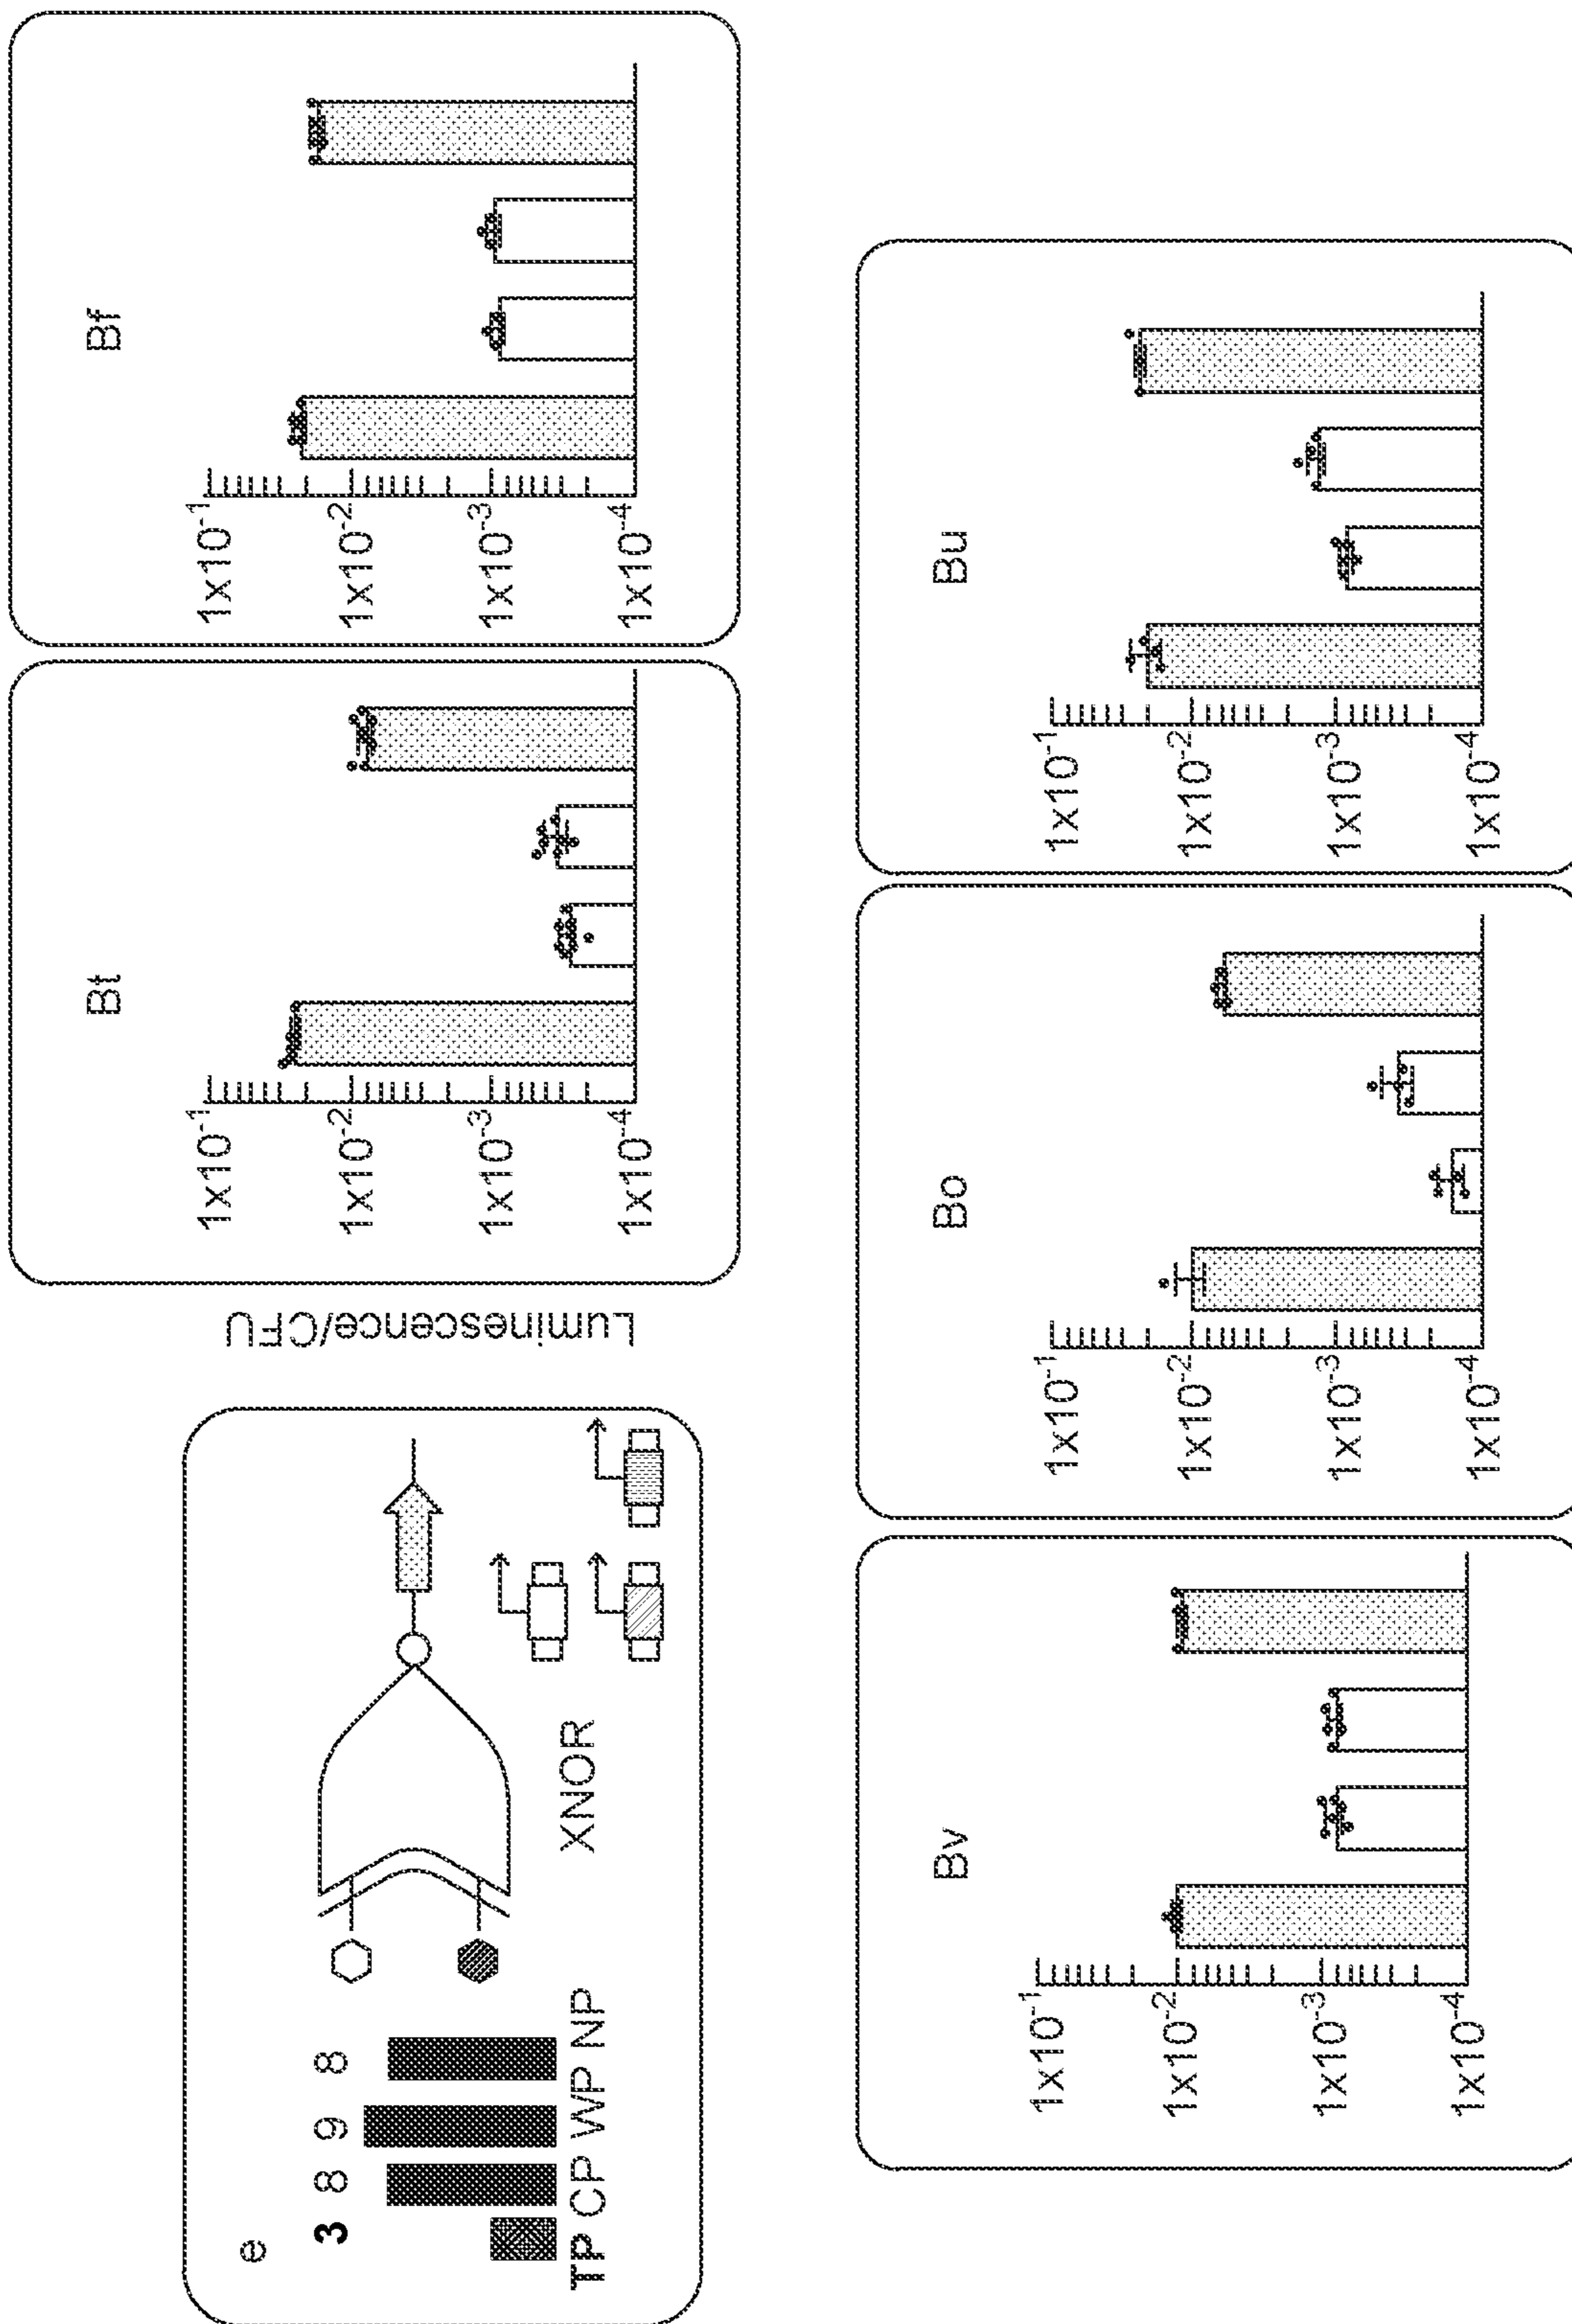 e
3 8 9 8
TP CP WP NP
XNOR
Luminescence/CFU
Bt
1x10⁻¹
1x10⁻²
1x10⁻³
1x10⁻⁴
Bf
1x10⁻¹
1x10⁻²
1x10⁻³
1x10⁻⁴
Bv
1x10⁻¹
1x10⁻²
1x10⁻³
1x10⁻⁴
Bo
1x10⁻¹
1x10⁻²
1x10⁻³
1x10⁻⁴
Bu
1x10⁻¹
1x10⁻²
1x10⁻³
1x10⁻⁴